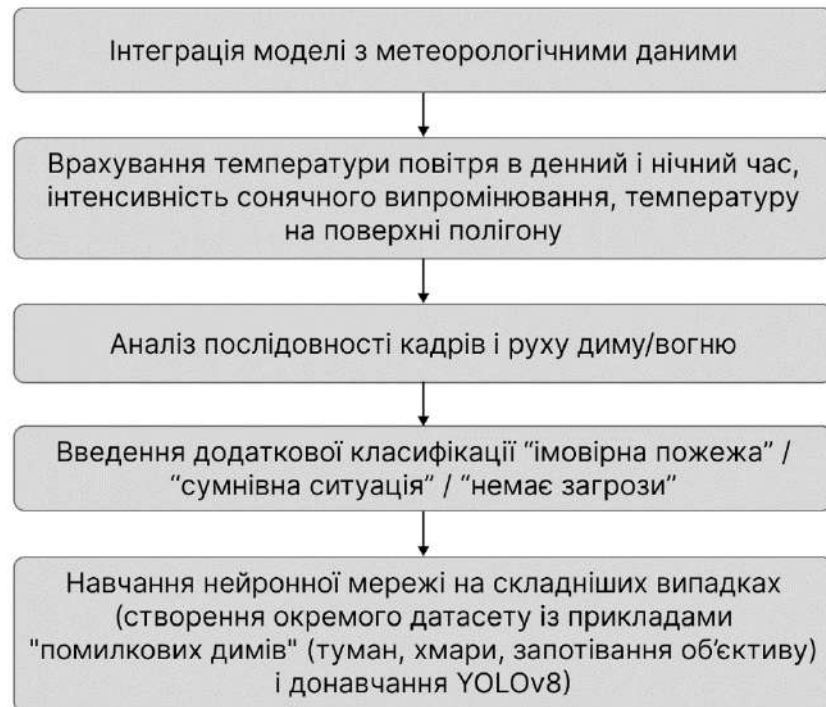 Інтеграція моделі з метеорологічними даними
Врахування температури повітря в денний і нічний час,
інтенсивність сонячного випромінювання, температуру
на поверхні полігону
Аналіз послідовності кадрів і руху диму/вогню
Введення додаткової класифікації “імовірна пожежа” /
“сумнівна ситуація” / “немає загрози”
Навчання нейронної мережі на складніших випадках
(створення окремого датасету із прикладами
"помилкових димів" (туман, хмари, запотівання об’єктиву)
і донавчання YOLOv8)